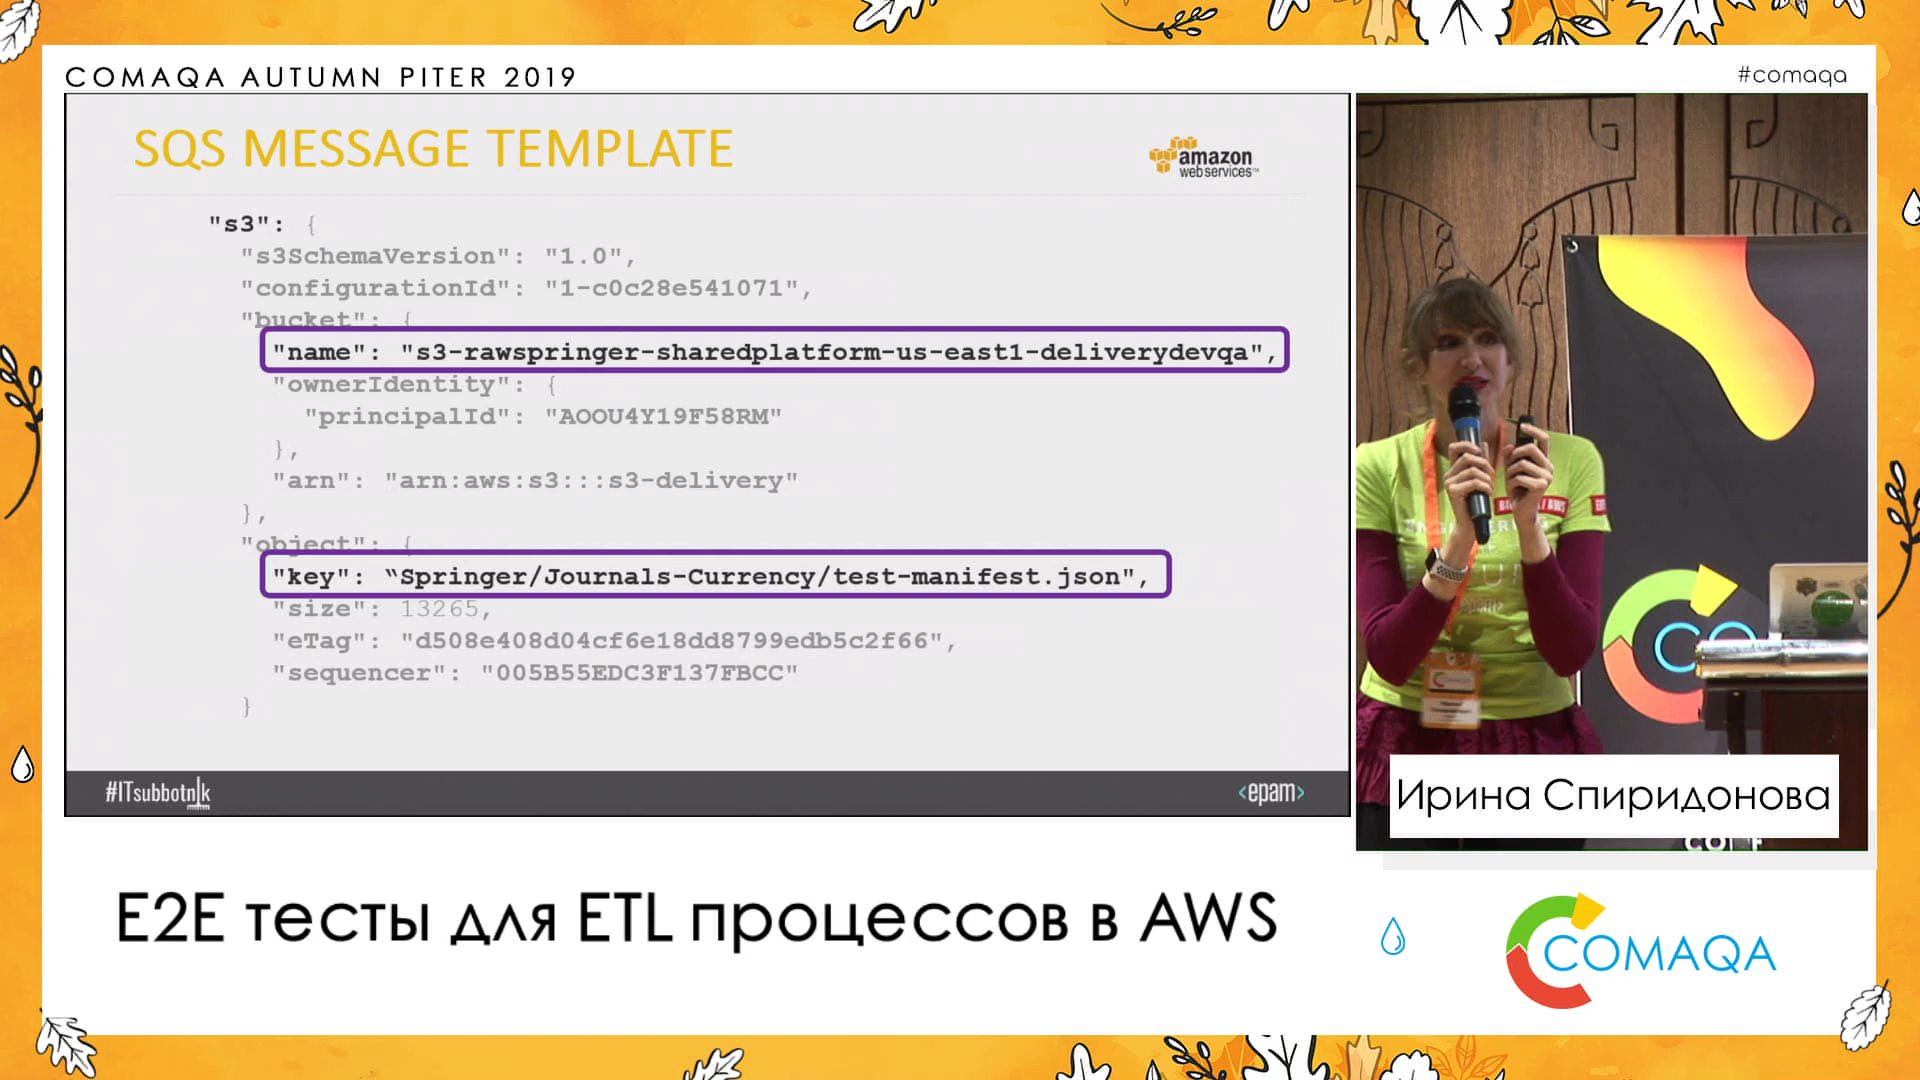 COMAQA AUTUMN PITER 2019
#comaqa
SQS MESSAGE TEMPLATE
amazon
web services™
"s3": {
"s3SchemaVersion": "1.0",
"configurationId": "1-c0c28e541071",
"bucket": {
"name": "s3-rawspringer-sharedplatform-us-east1-deliverydevqa",
"ownerIdentity": {
"principalId": "AOOU4Y19F58RM"
},
"arn": "arn:aws:s3:::s3-delivery"
},
"object": {
"key": “Springer/Journals-Currency/test-manifest.json",
"size": 13265,
"eTag": "d508e408d04cf6e18dd8799edb5c2f66",
"sequencer": "005B55EDC3F137FBCC"
}
#ITsubbotnik
<epam>
Ирина Спиридонова
E2E тесты для ETL процессов в AWS
COMAQA